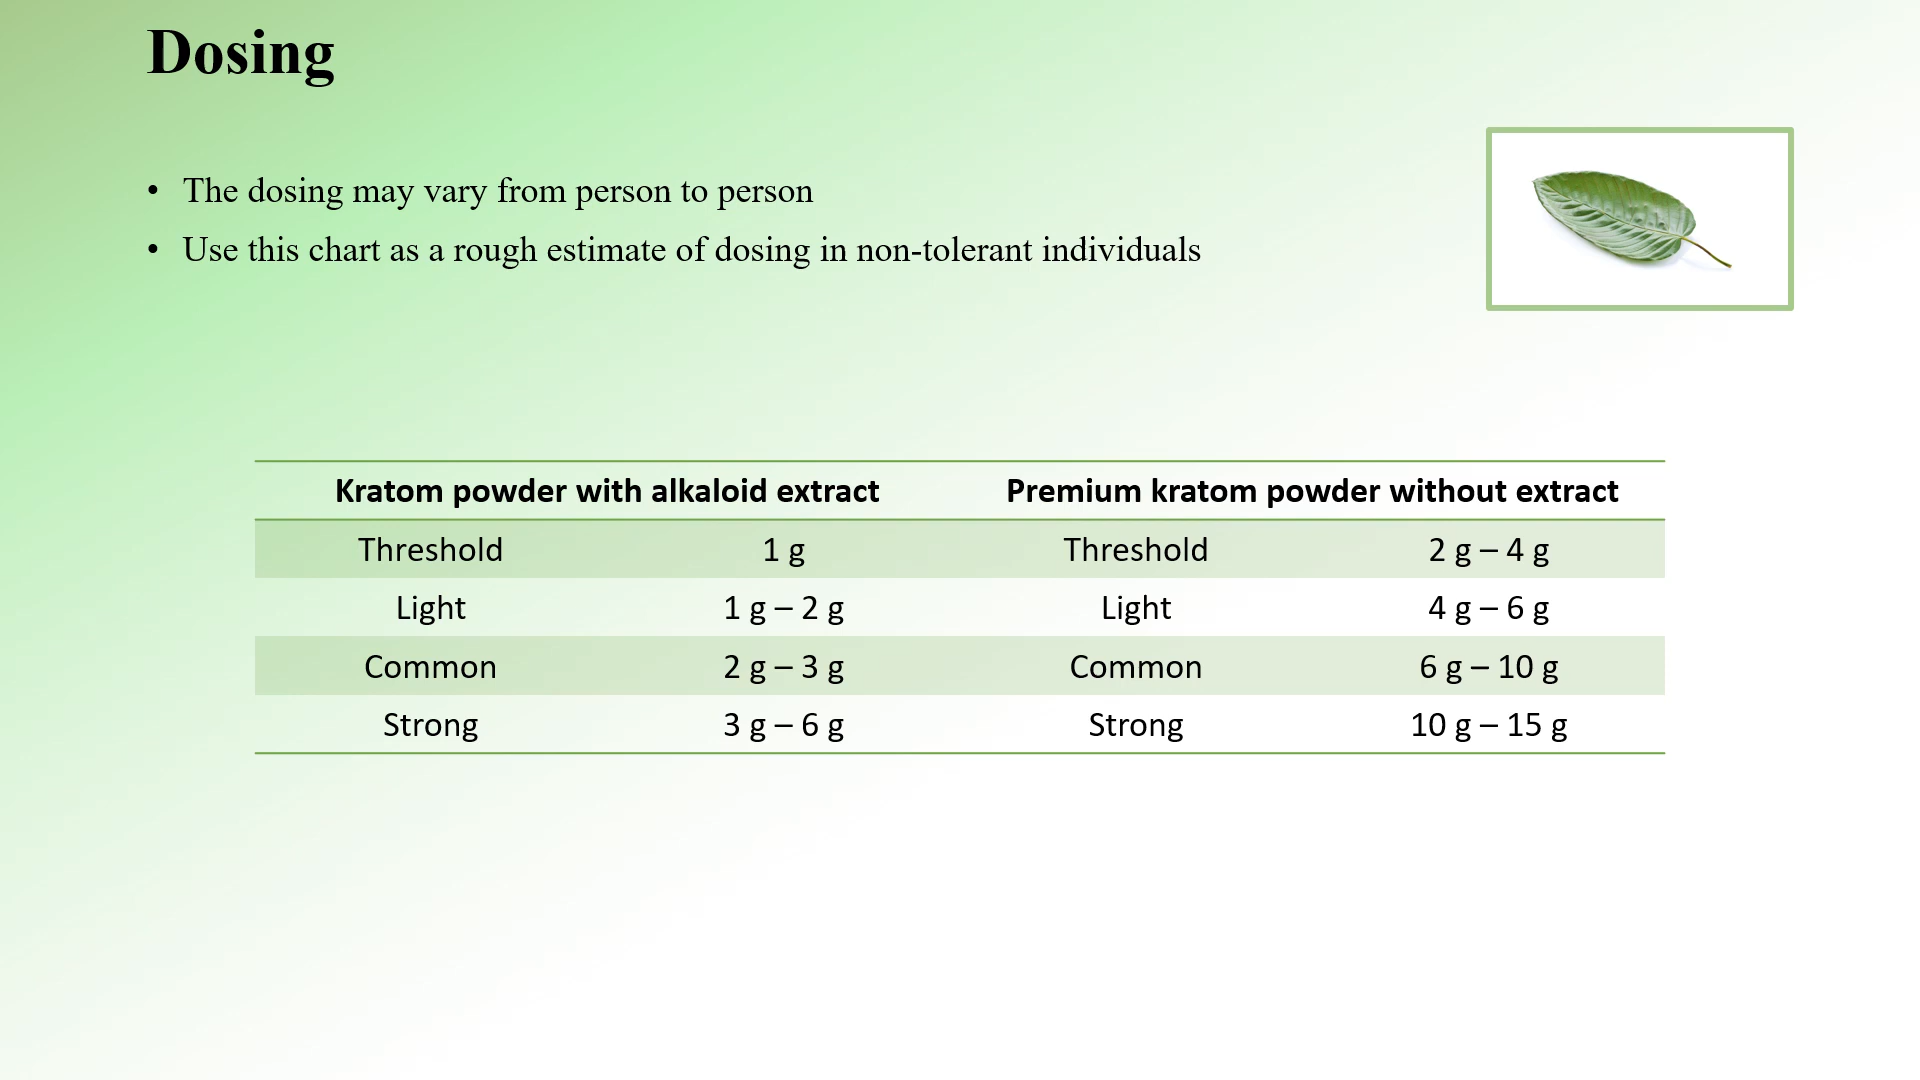 Dosing
• The dosing may vary from person to person
• Use this chart as a rough estimate of dosing in non-tolerant individuals
Kratom powder with alkaloid extract Premium kratom powder without extract
Threshold 1 g Threshold 2 g – 4 g
Light 1 g – 2 g Light 4 g – 6 g
Common 2 g – 3 g Common 6 g – 10 g
Strong 3 g – 6 g Strong 10 g – 15 g